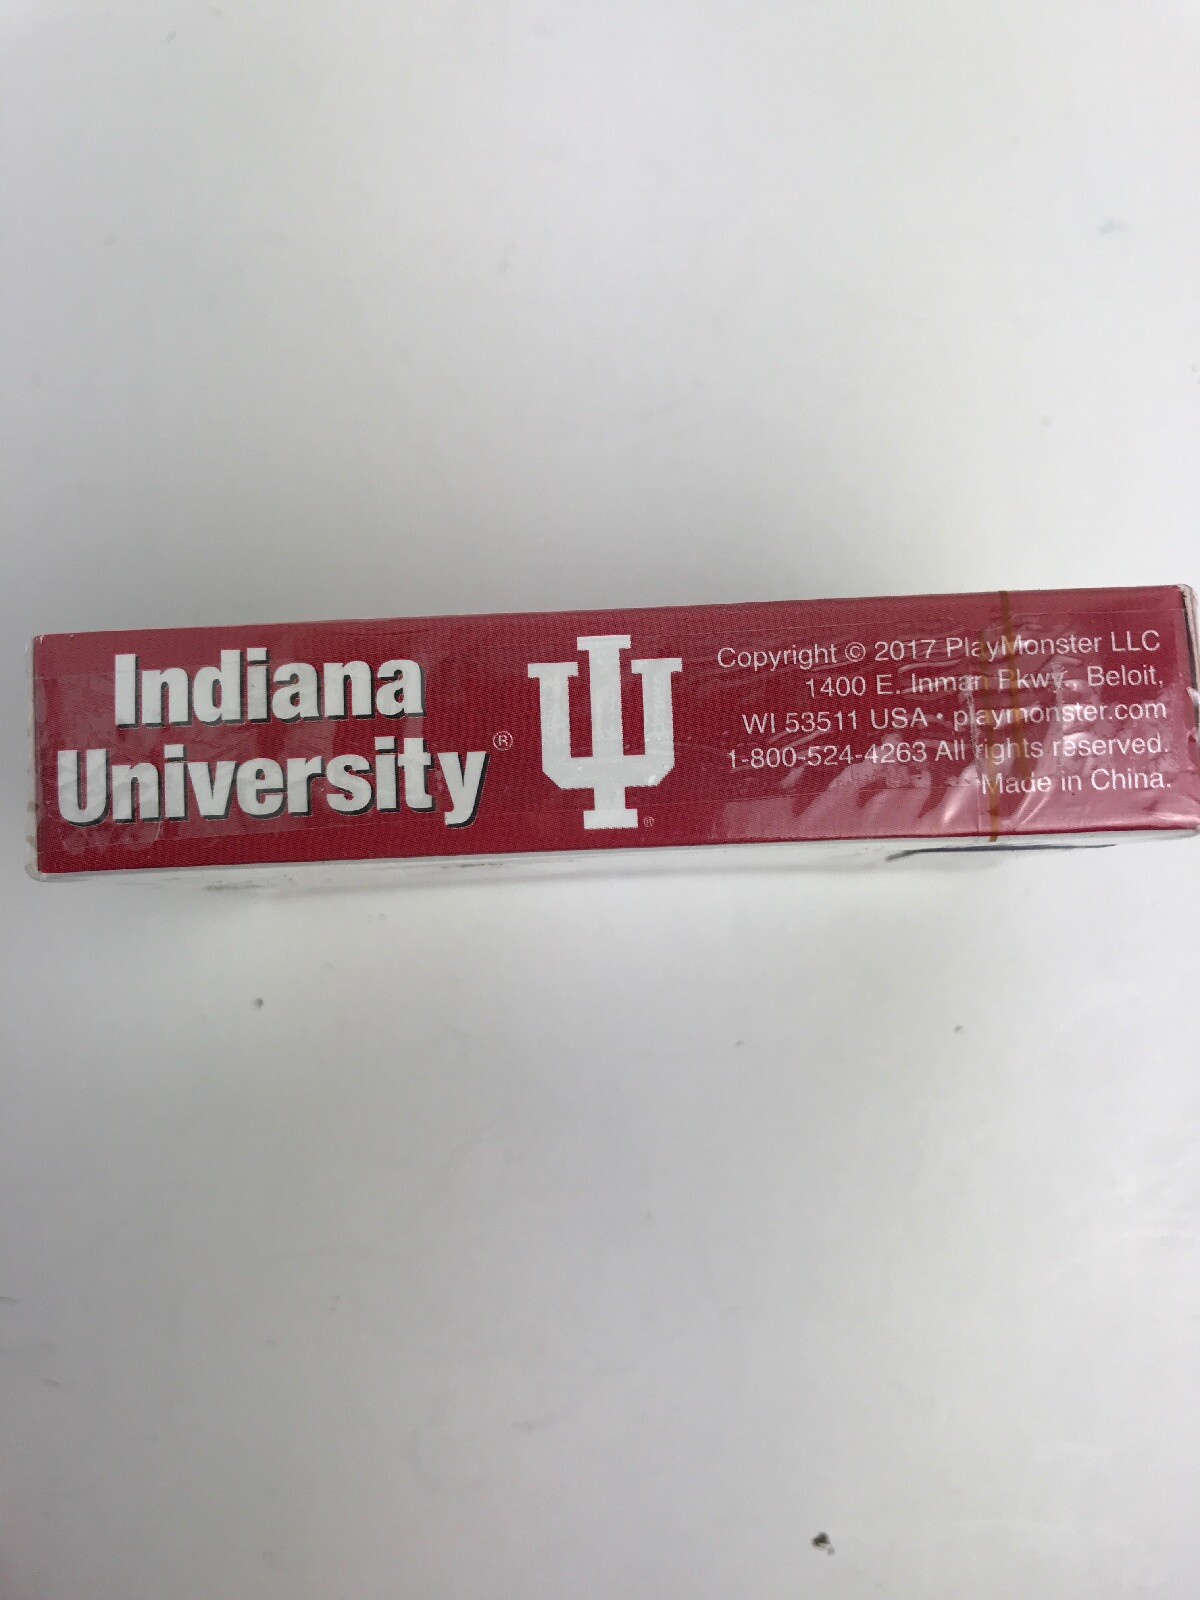 Indiana
University®
IU®
Copyright © 2017 PlayMonster LLC
1400 E. Inman Pkwy., Beloit,
WI 53511 USA • playmonster.com
1-800-524-4263 All rights reserved.
Made in China.